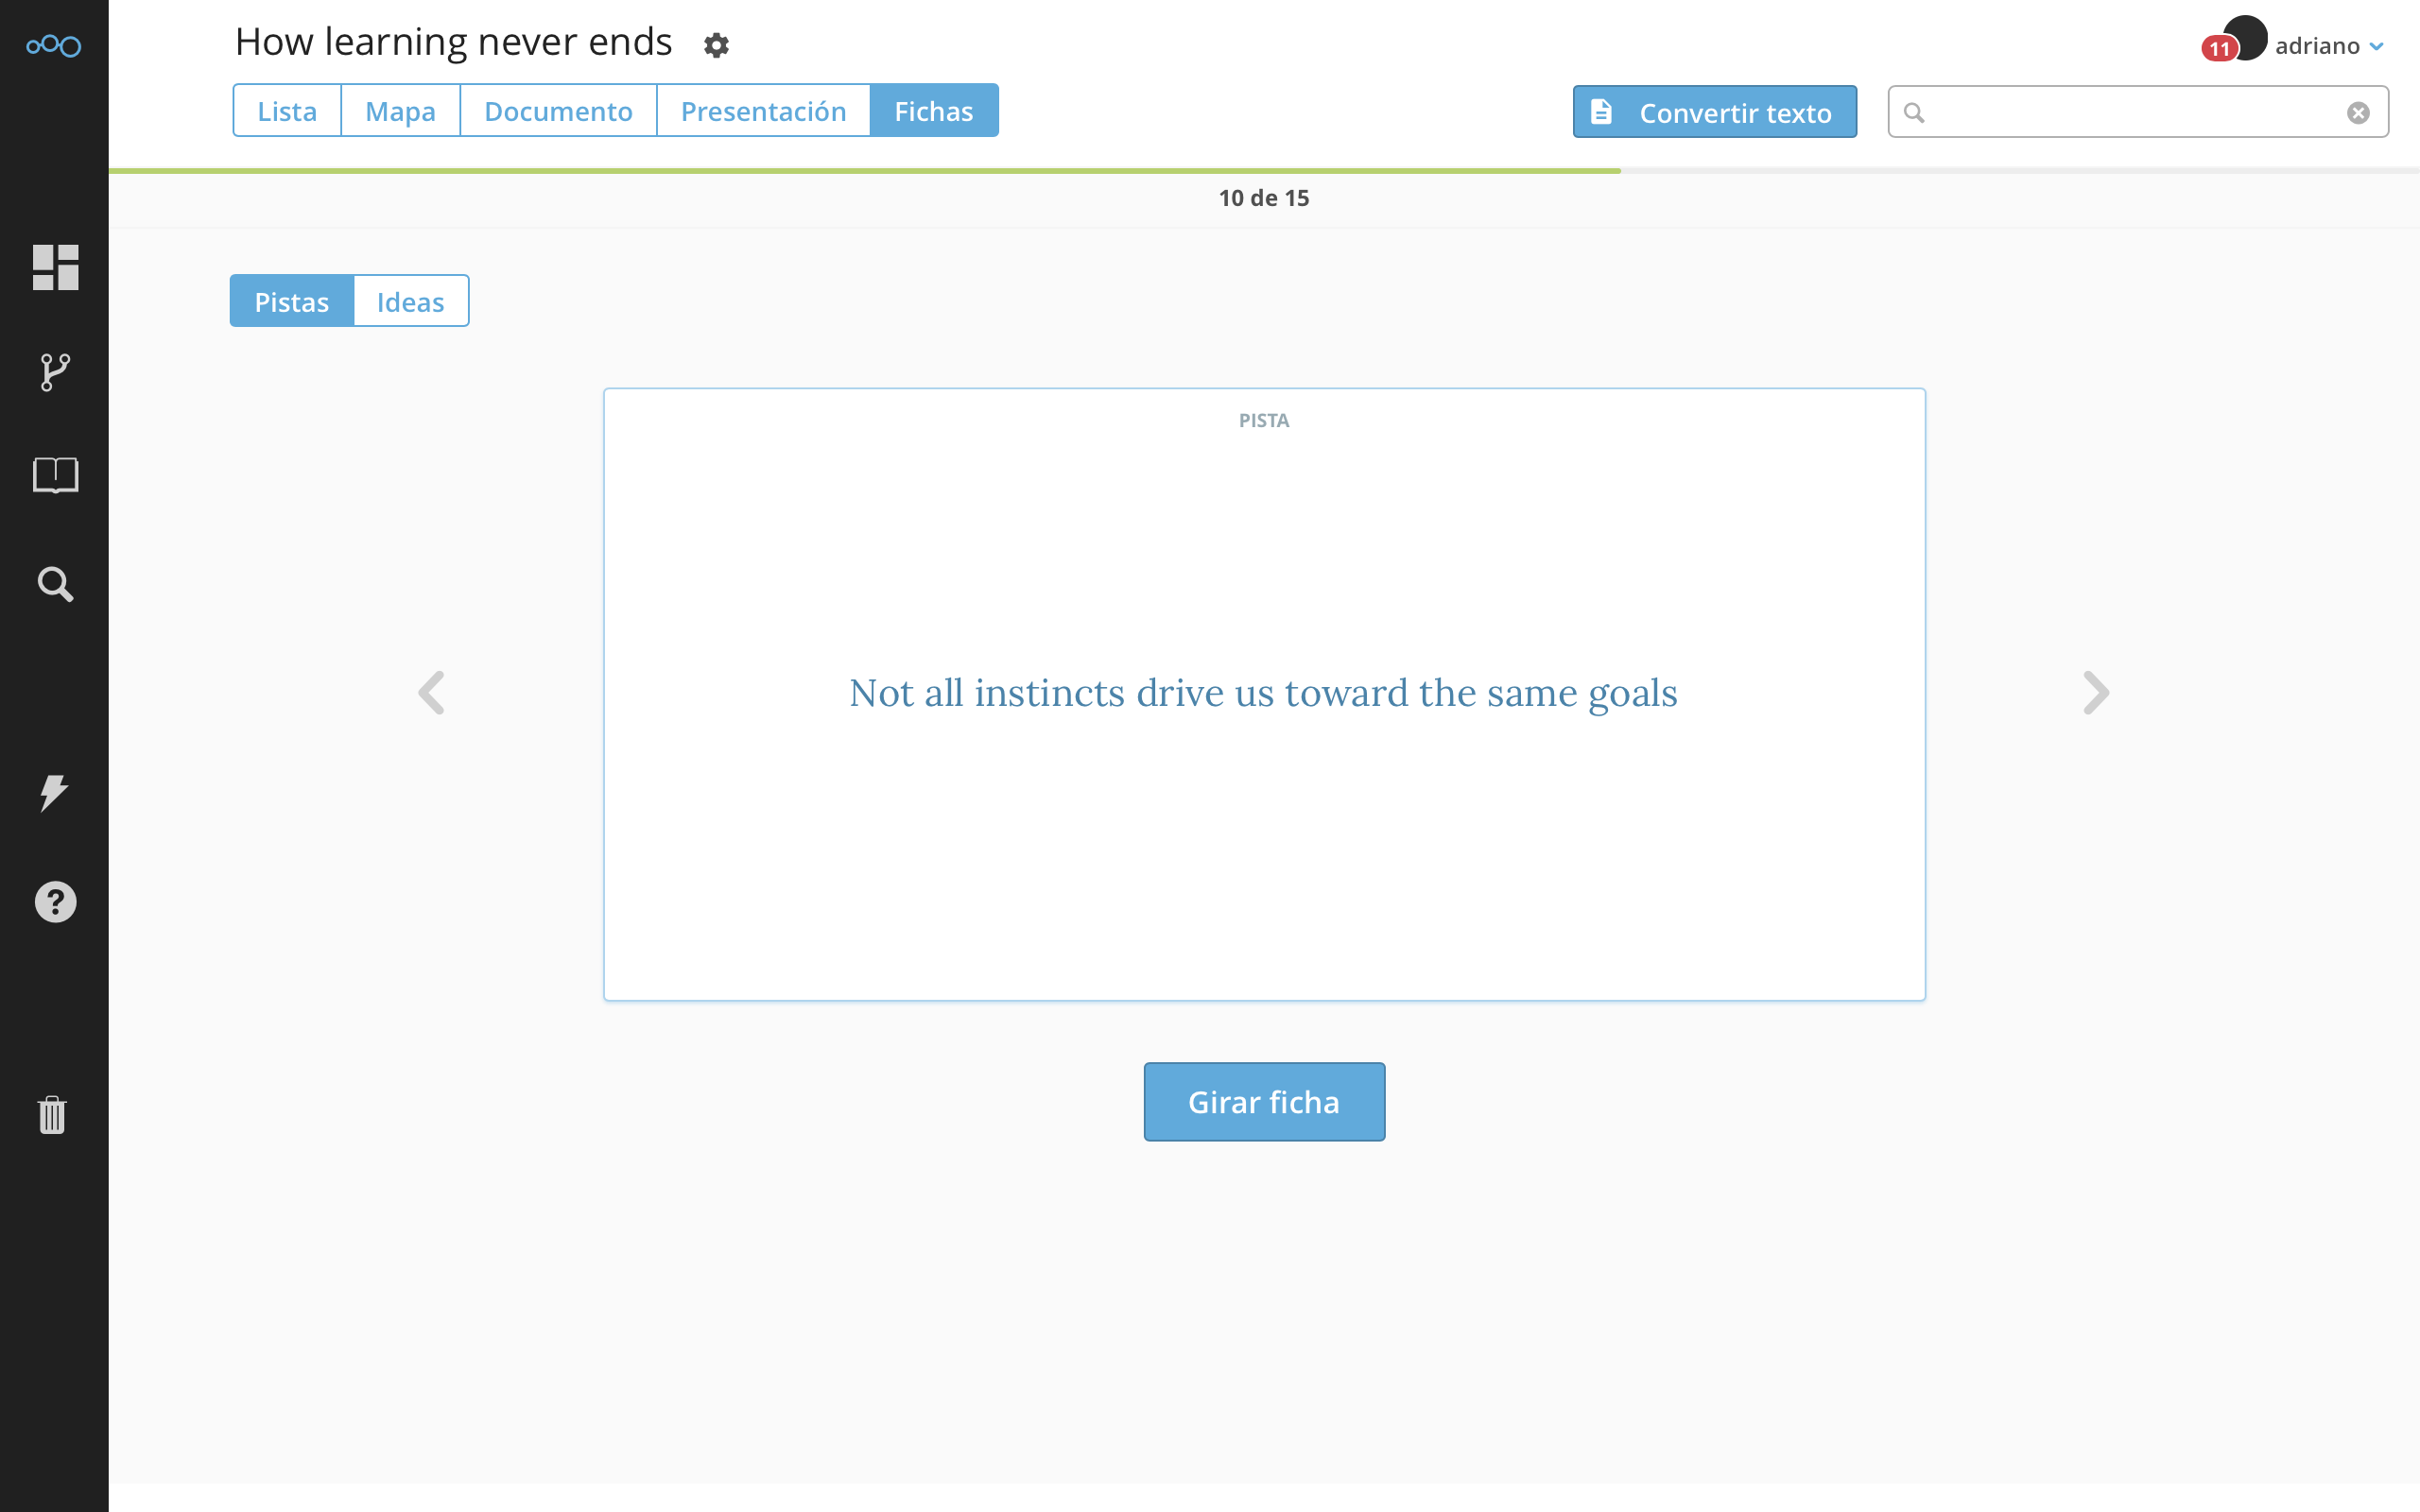 How learning never ends
11 adriano
Lista Mapa Documento Presentación Fichas
Convertir texto
10 de 15
Pistas Ideas
PISTA
Not all instincts drive us toward the same goals
Girar ficha